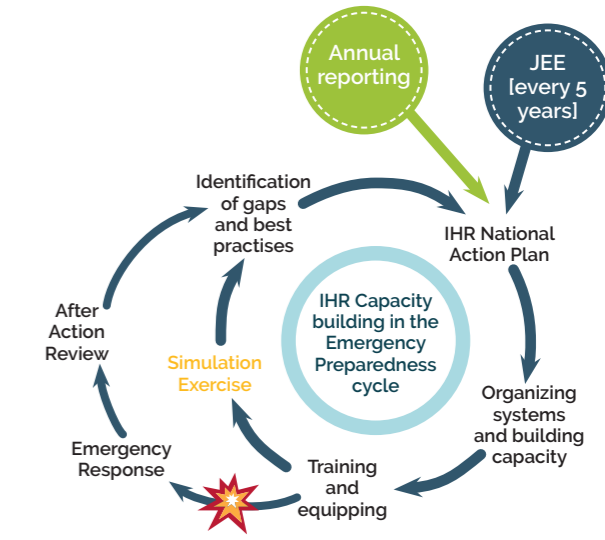 Annual
reporting
JEE
[every 5
years]
Identification
of gaps
and best
practises
IHR National
Action Plan
IHR Capacity
building in the
Emergency
Preparedness
cycle
After
Action
Review
Simulation
Exercise
Organizing
systems
and building
capacity
Emergency
Response
Training
and
equipping